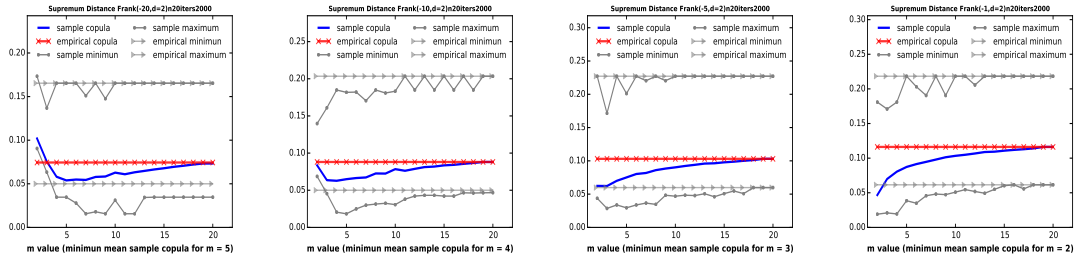 Supremum Distance Frank(-20,d=2)n20iters2000
sample copula
empirical copula
sample minimun
sample maximum
empirical minimun
empirical maximum
0.20
0.15
0.10
0.05
0.00
5 10 15 20
m value (minimun mean sample copula for m = 5)
Supremum Distance Frank(-10,d=2)n20iters2000
sample copula
empirical copula
sample minimun
sample maximum
empirical minimun
empirical maximum
0.25
0.20
0.15
0.10
0.05
0.00
5 10 15 20
m value (minimun mean sample copula for m = 4)
Supremum Distance Frank(-5,d=2)n20iters2000
sample copula
empirical copula
sample minimun
sample maximum
empirical minimun
empirical maximum
0.30
0.25
0.20
0.15
0.10
0.05
0.00
5 10 15 20
m value (minimun mean sample copula for m = 3)
Supremum Distance Frank(-1,d=2)n20iters2000
sample copula
empirical copula
sample minimun
sample maximum
empirical minimun
empirical maximum
0.30
0.25
0.20
0.15
0.10
0.05
0.00
5 10 15 20
m value (minimun mean sample copula for m = 2)